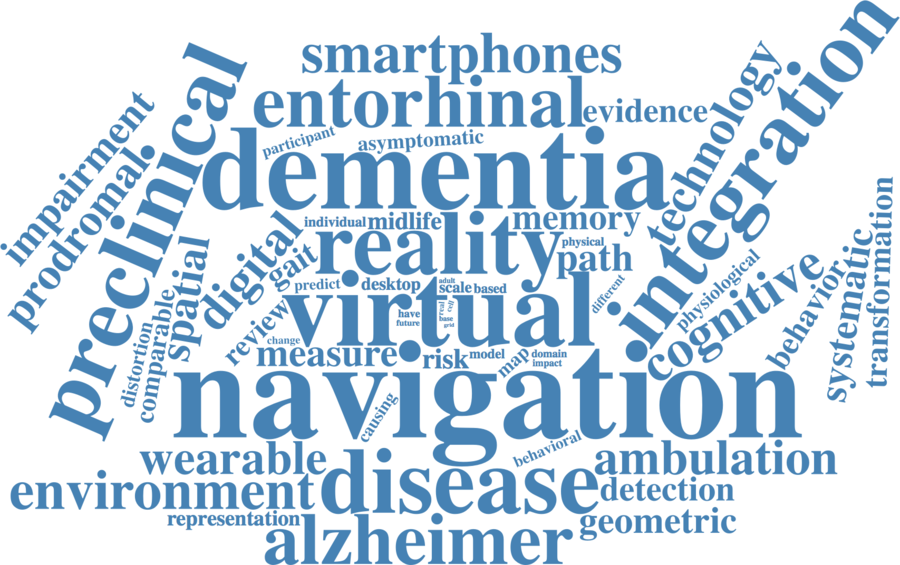 smartphones
entorhinal
evidence
participant
asymptomatic
dementia
technology
integration
impairment
prodromal
preclinical
individual
midlife
memory
reality
physical
path
digital
gait
spatial
predict
desktop
adult
scale
based
different
physiological
cognitive
behavior
systematic
transformation
virtual
have
future
real
cell
base
grid
review
change
distortion
comparable
measure
risk
model
map
domain
impact
navigation
causing
behavioral
wearable
disease
ambulation
environment
detection
representation
geometric
alzheimer